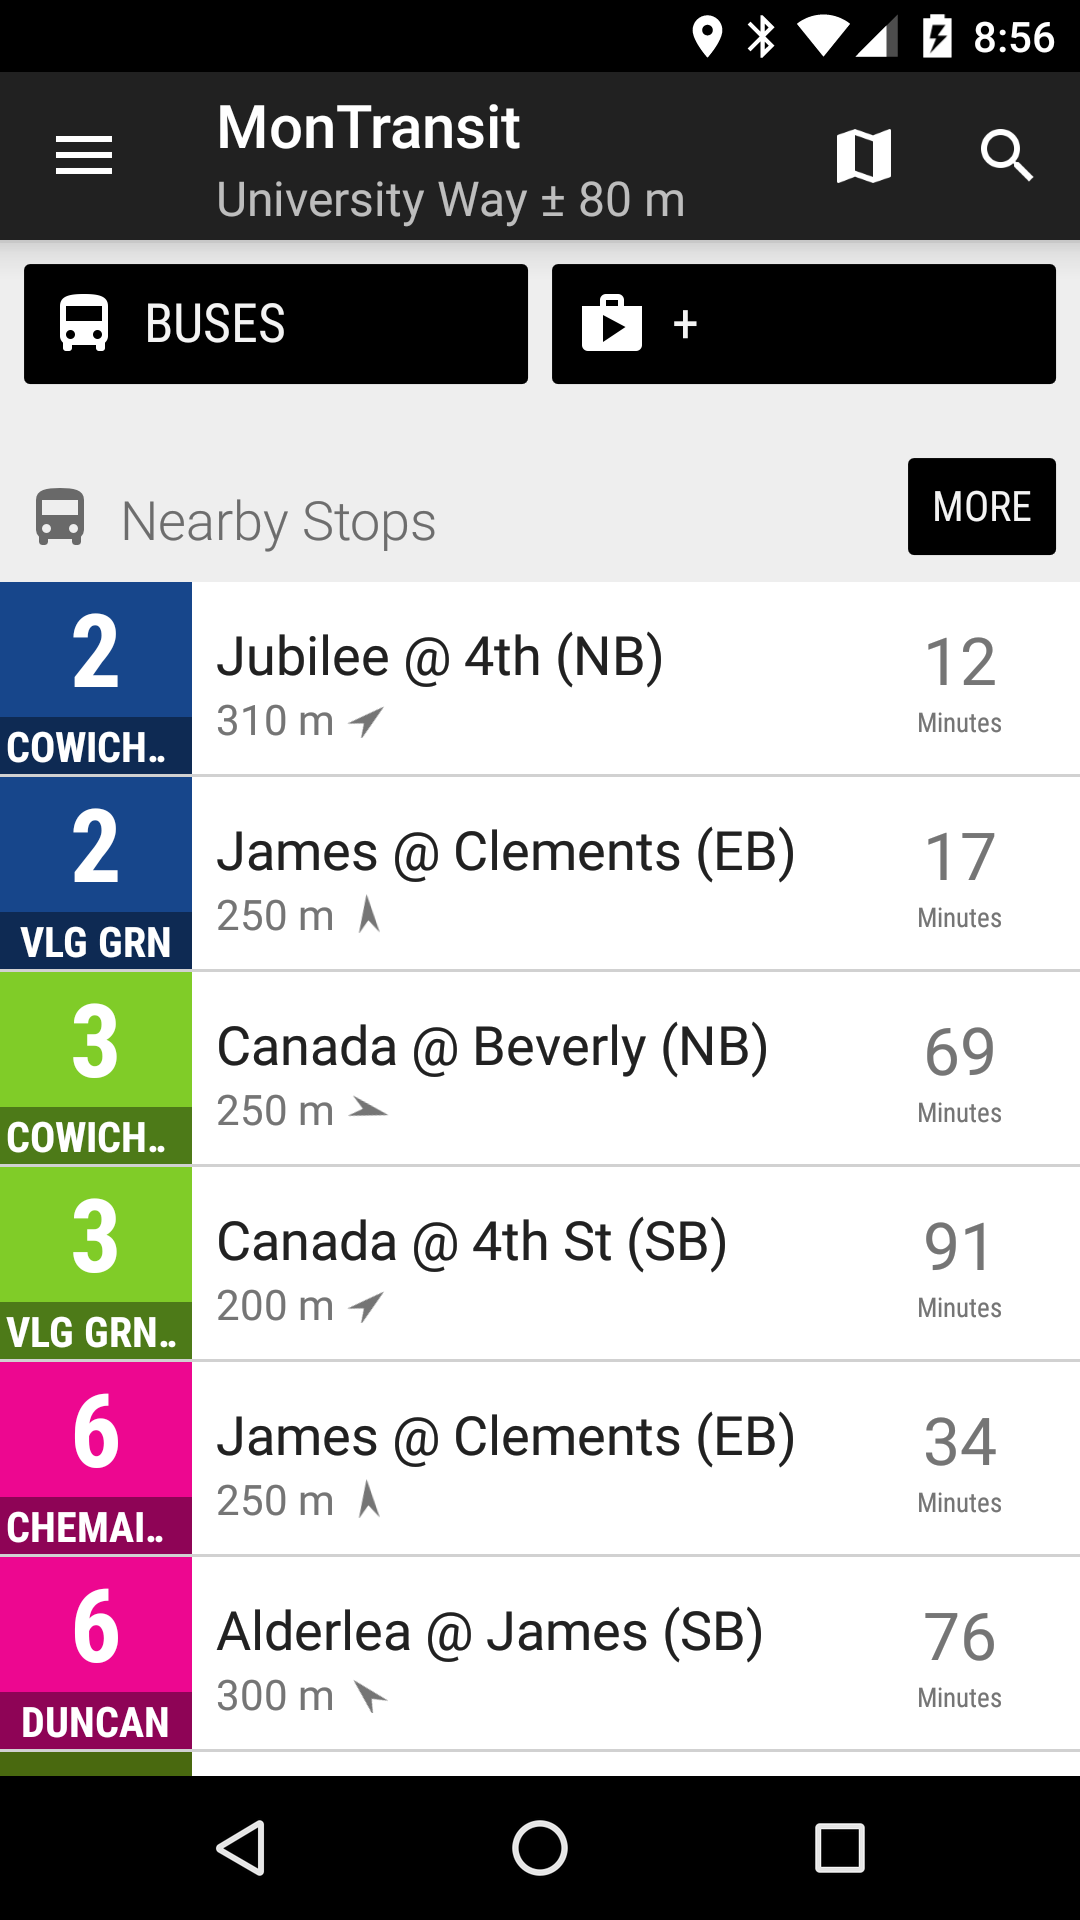 8:56
MonTransit
University Way ± 80 m
BUSES
+
Nearby Stops
MORE
2
COWICH..
Jubilee @ 4th (NB)
310 m
12
Minutes
2
VLG GRN
James @ Clements (EB)
250 m
17
Minutes
3
COWICH..
Canada @ Beverly (NB)
250 m
69
Minutes
3
VLG GRN..
Canada @ 4th St (SB)
200 m
91
Minutes
6
CHEMAI..
James @ Clements (EB)
250 m
34
Minutes
6
DUNCAN
Alderlea @ James (SB)
300 m
76
Minutes